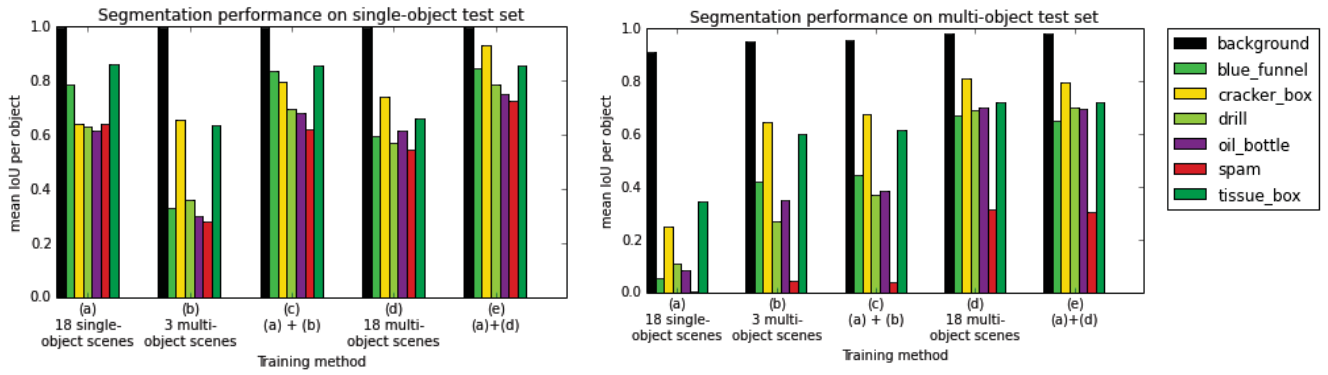 Segmentation performance on single-object test set
mean IoU per object
1.0
0.8
0.6
0.4
0.2
0.0
(a)
18 single-
object scenes
(b)
3 multi-
object scenes
(c)
(a) + (b)
(d)
18 multi-
object scenes
(e)
(a)+(d)
Training method
Segmentation performance on multi-object test set
mean IoU per object
1.0
0.8
0.6
0.4
0.2
0.0
(a)
18 single-
object scenes
(b)
3 multi-
object scenes
(c)
(a) + (b)
(d)
18 multi-
object scenes
(e)
(a)+(d)
Training method
background
blue_funnel
cracker_box
drill
oil_bottle
spam
tissue_box